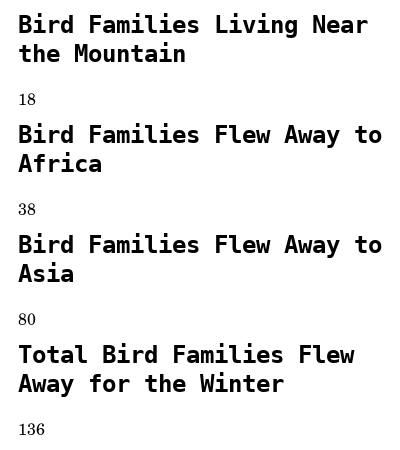 Bird Families Living Near
the Mountain
18
Bird Families Flew Away to
Africa
38
Bird Families Flew Away to
Asia
80
Total Bird Families Flew
Away for the Winter
136